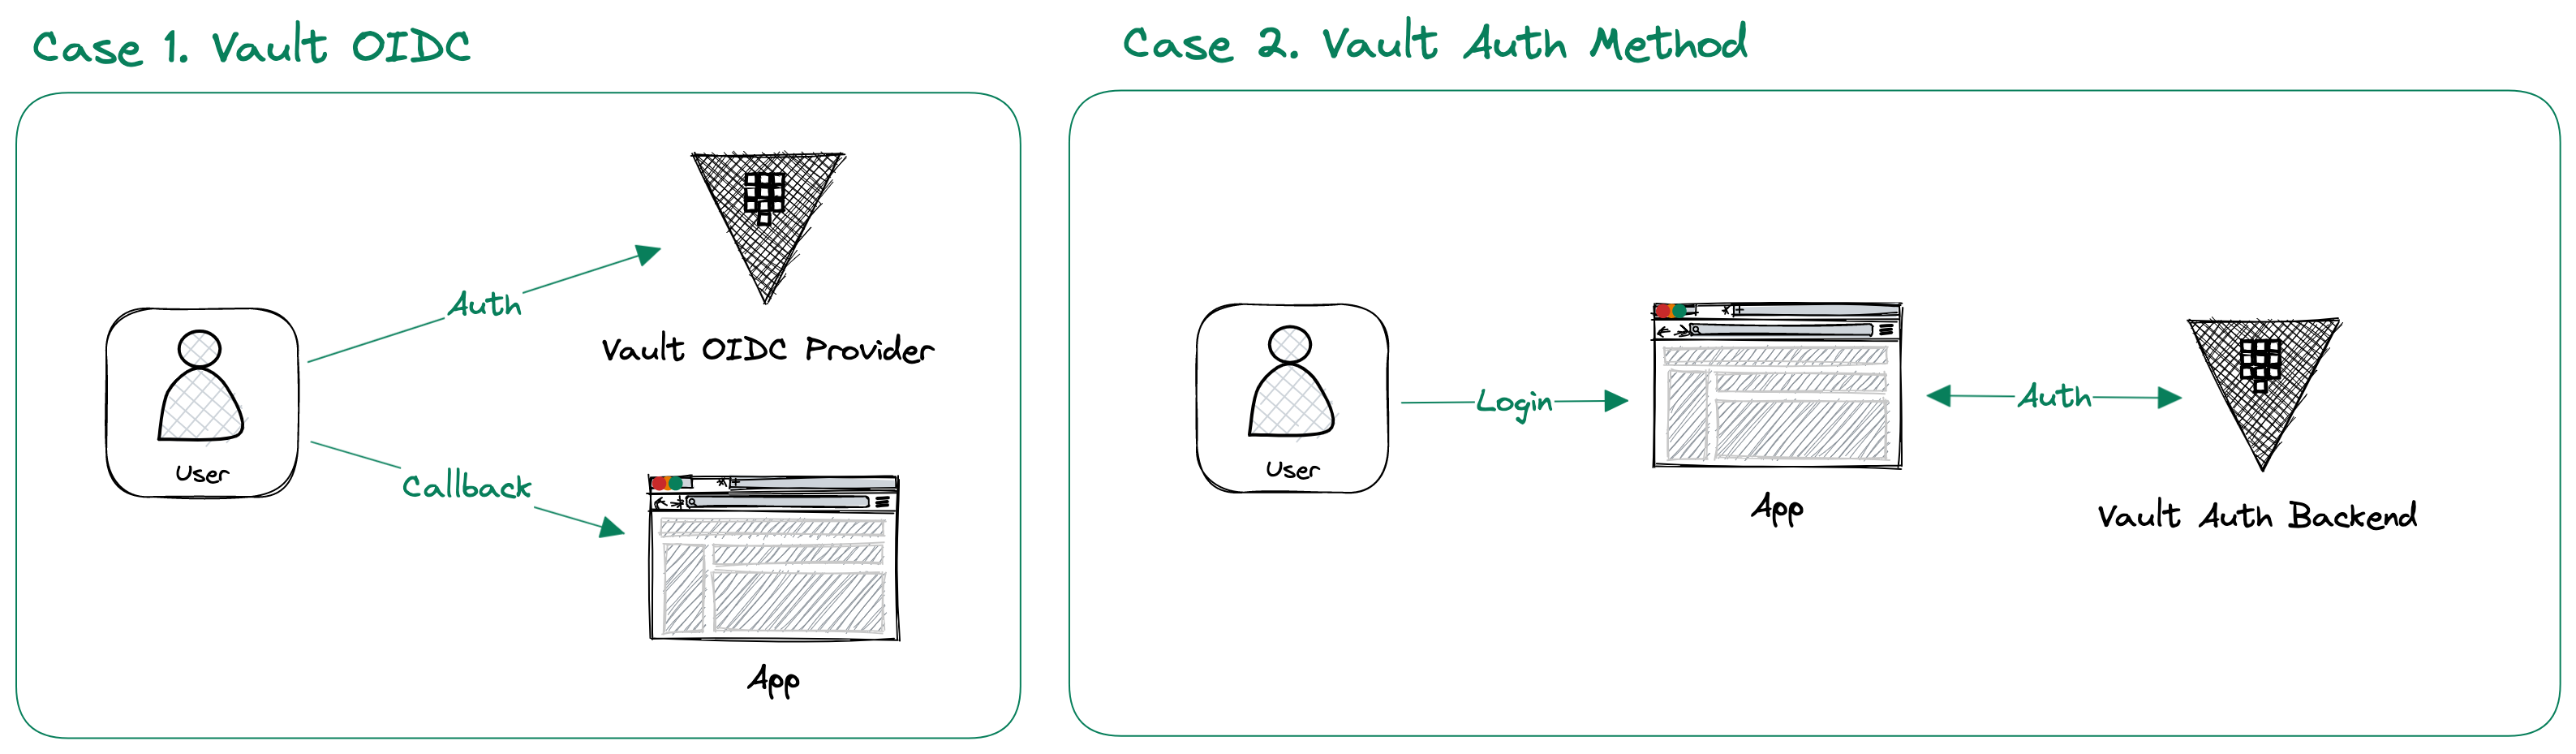 Case 1. Vault OIDC
Auth
Vault OIDC Provider
User
Callback
App
Case 2. Vault Auth Method
User
Login
App
Auth
Vault Auth Backend